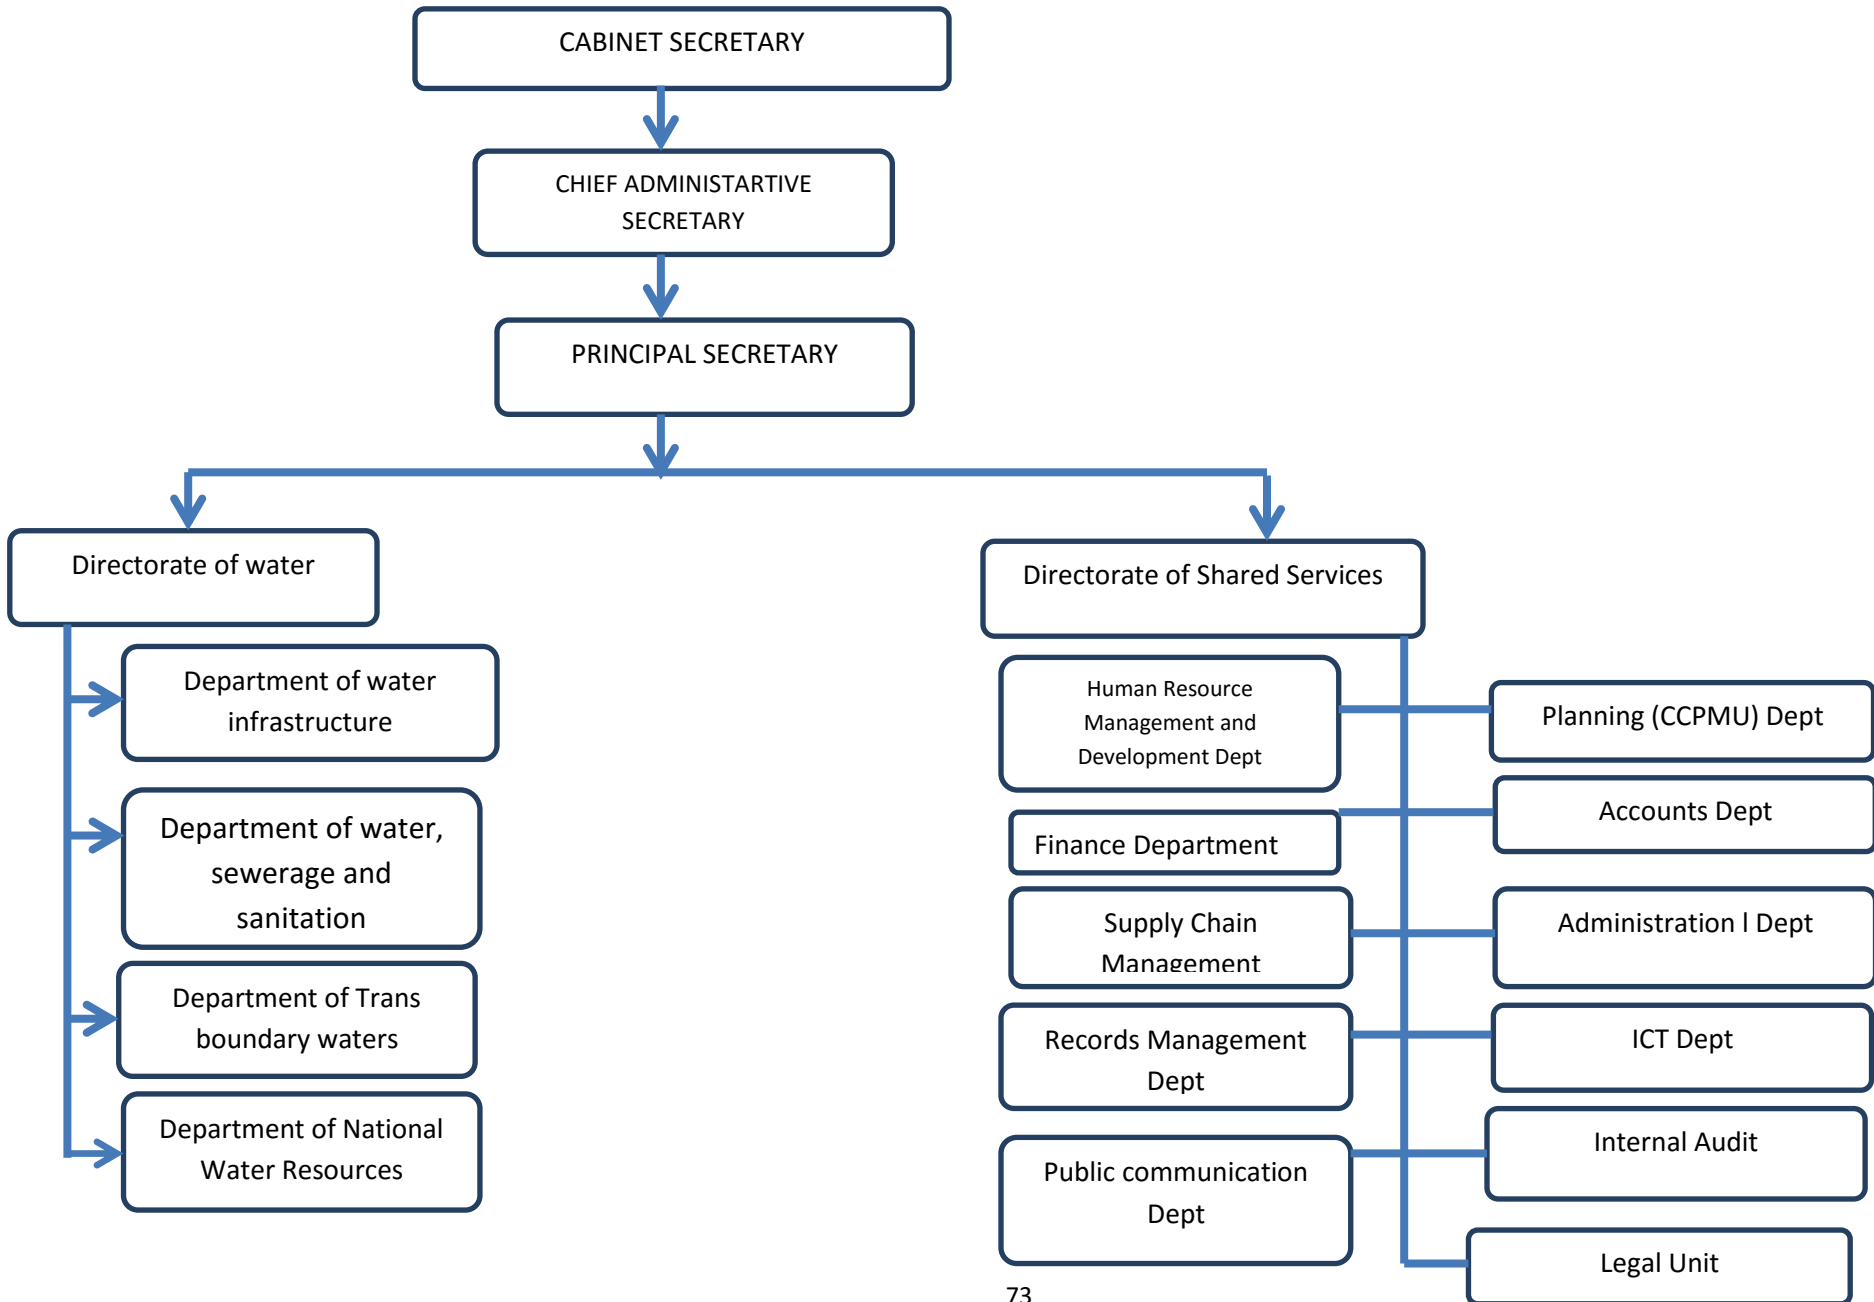 CABINET SECRETARY
CHIEF ADMINISTARTIVE
SECRETARY
PRINCIPAL SECRETARY
Directorate of water
Department of water
infrastructure
Department of water,
sewerage and
sanitation
Department of Trans
boundary waters
Department of National
Water Resources
Directorate of Shared Services
Human Resource
Management and
Development Dept
Finance Department
Supply Chain
Management
Records Management
Dept
Public communication
Dept
Planning (CCPMU) Dept
Accounts Dept
Administration l Dept
ICT Dept
Internal Audit
Legal Unit
73